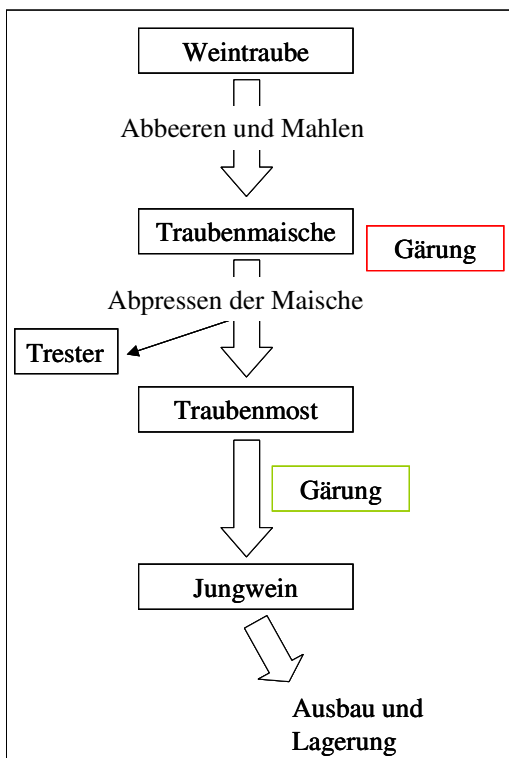 Weintraube
Abbeeren und Mahlen
Traubenmaische
Gärung
Abpressen der Maische
Trester
Traubenmost
Gärung
Jungwein
Ausbau und
Lagerung